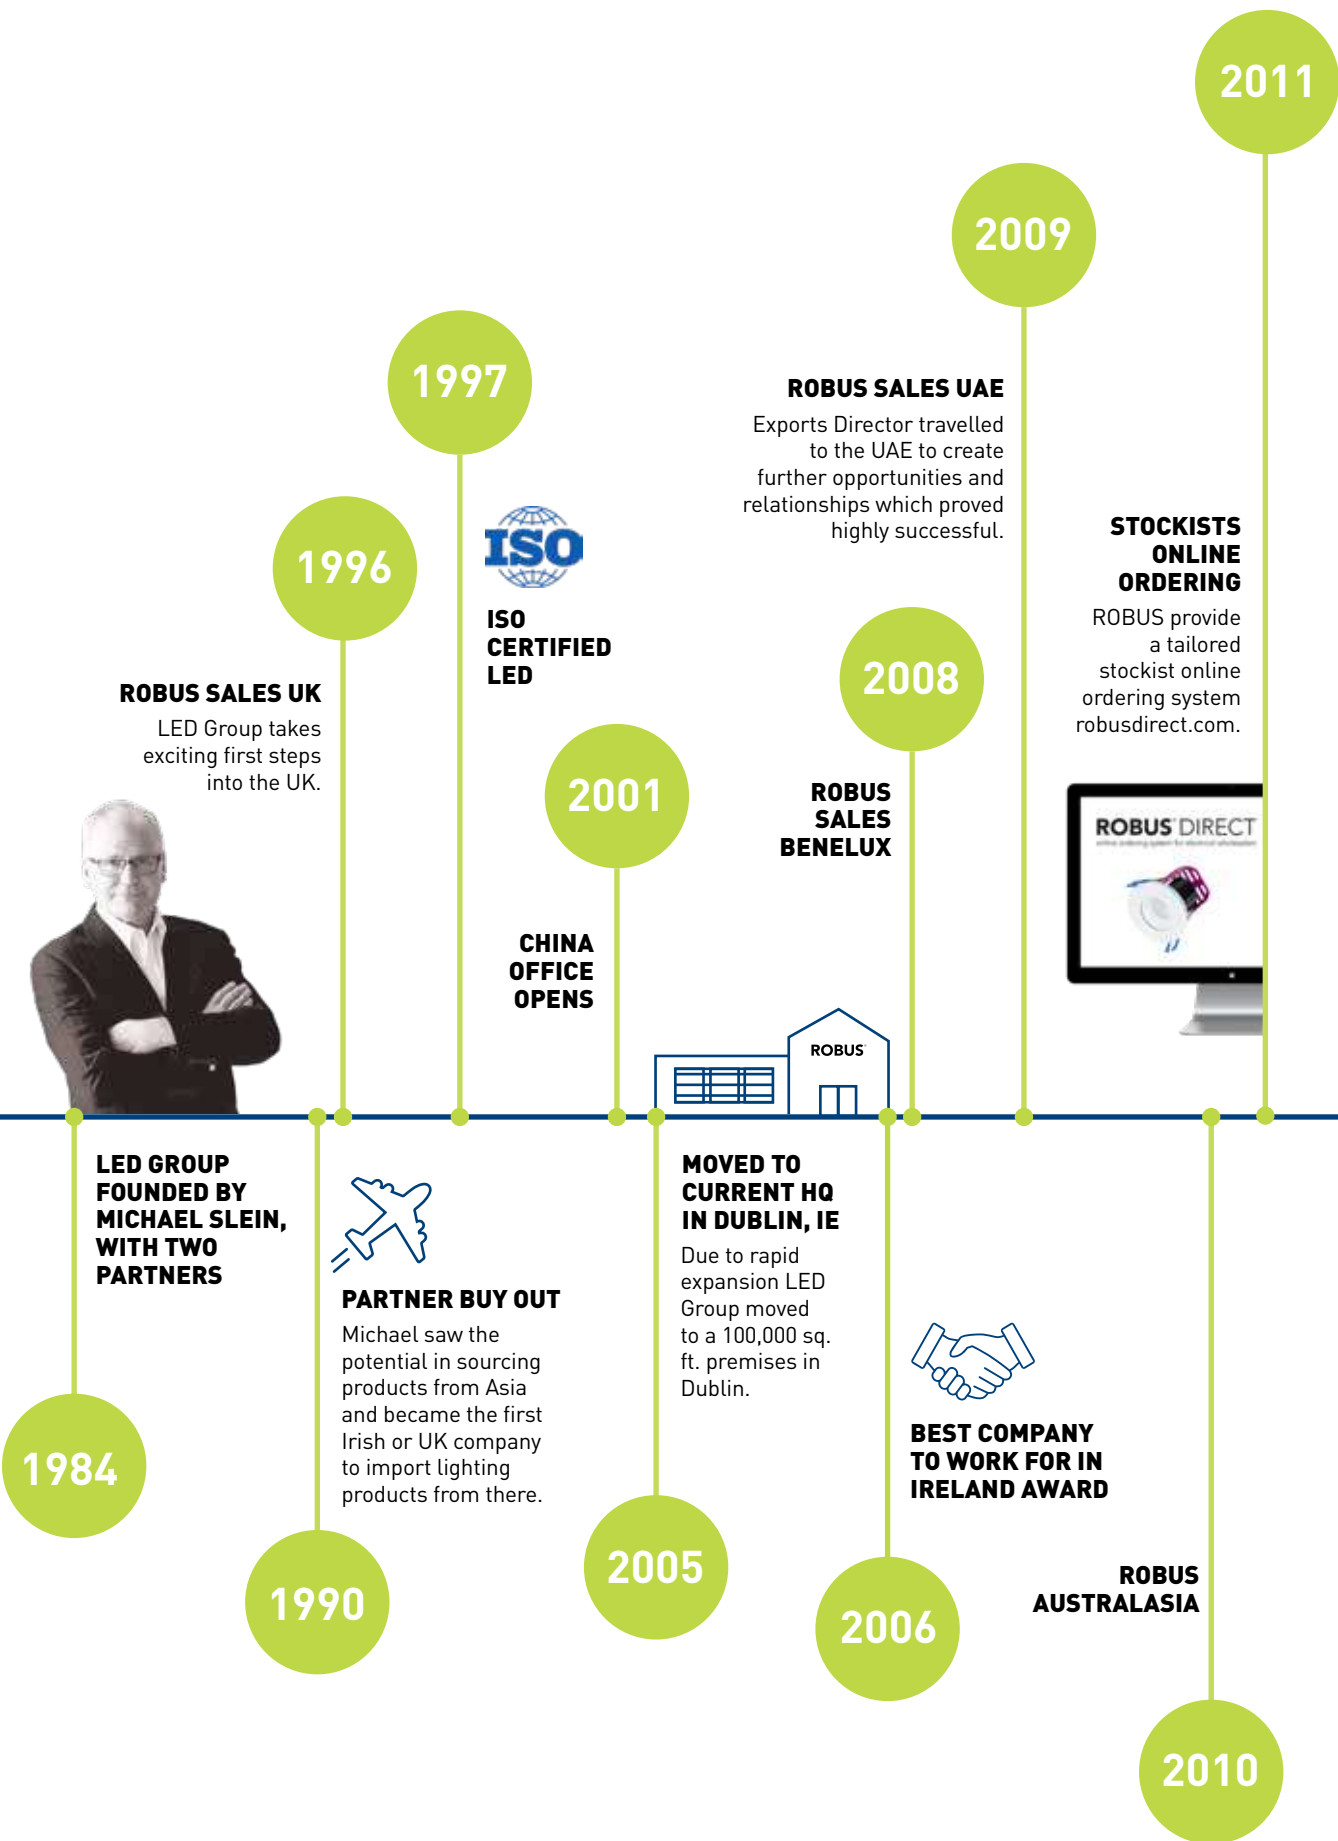 2011
2009
1997
ROBUS SALES UAE
Exports Director travelled
to the UAE to create
further opportunities and
relationships which proved
highly successful.
1996
ISO
ISO
CERTIFIED
LED
STOCKISTS
ONLINE
ORDERING
ROBUS provide
a tailored
stockist online
ordering system
robusdirect.com.
ROBUS SALES UK
LED Group takes
exciting first steps
into the UK.
2008
ROBUS
SALES
BENELUX
2001
CHINA
OFFICE
OPENS
ROBUS DIRECT
online ordering system for electrical wholesalers
ROBUS
LED GROUP
FOUNDED BY
MICHAEL SLEIN,
WITH TWO
PARTNERS
1984
PARTNER BUY OUT
Michael saw the
potential in sourcing
products from Asia
and became the first
Irish or UK company
to import lighting
products from there.
1990
MOVED TO
CURRENT HQ
IN DUBLIN, IE
Due to rapid
expansion LED
Group moved
to a 100,000 sq.
ft. premises in
Dublin.
2005
BEST COMPANY
TO WORK FOR IN
IRELAND AWARD
2006
ROBUS
AUSTRALASIA
2010